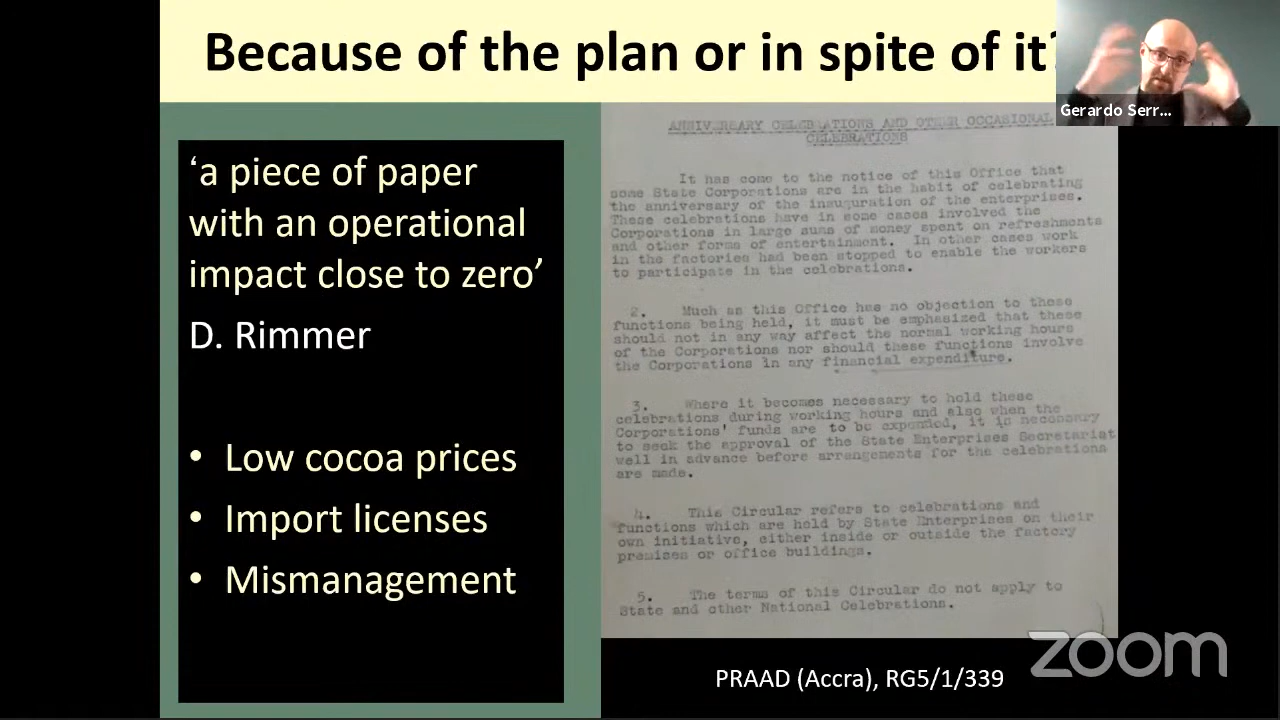 Because of the plan or in spite of it?
Gerardo Serr...
‘a piece of paper
with an operational
impact close to zero’
D. Rimmer
• Low cocoa prices
• Import licenses
• Mismanagement
ANNIVERSARY CELEBRATIONS AND OTHER OCCASIONAL
CELEBRATIONS
It has come to the notice of this Office that
some State Corporations are in the habit of celebrating
the anniversary of the inauguration of the enterprises.
These celebrations have in some cases involved the
Corporations in large sums of money spent on refreshments
and other forms of entertainment. In other cases work
in the factories had been stopped to enable the workers
to participate in the celebrations.
2. Much as this Office has no objection to these
functions being held, it must be emphasized that these
should not in any way affect the normal working hours
of the Corporations nor should these functions involve
the Corporations in any financial expenditure.
3. Where it becomes necessary to hold these
celebrations during working hours and also when the
Corporations' funds are to be expended, it is necessary
to seek the approval of the State Enterprises Secretariat
well in advance before arrangements for the celebrations
are made.
4. This Circular refers to celebrations and
functions which are held by State Enterprises on their
own initiative, either inside or outside the factory
premises or office buildings.
5. The terms of this Circular do not apply to
State and other National Celebrations.
PRAAD (Accra), RG5/1/339
zoom